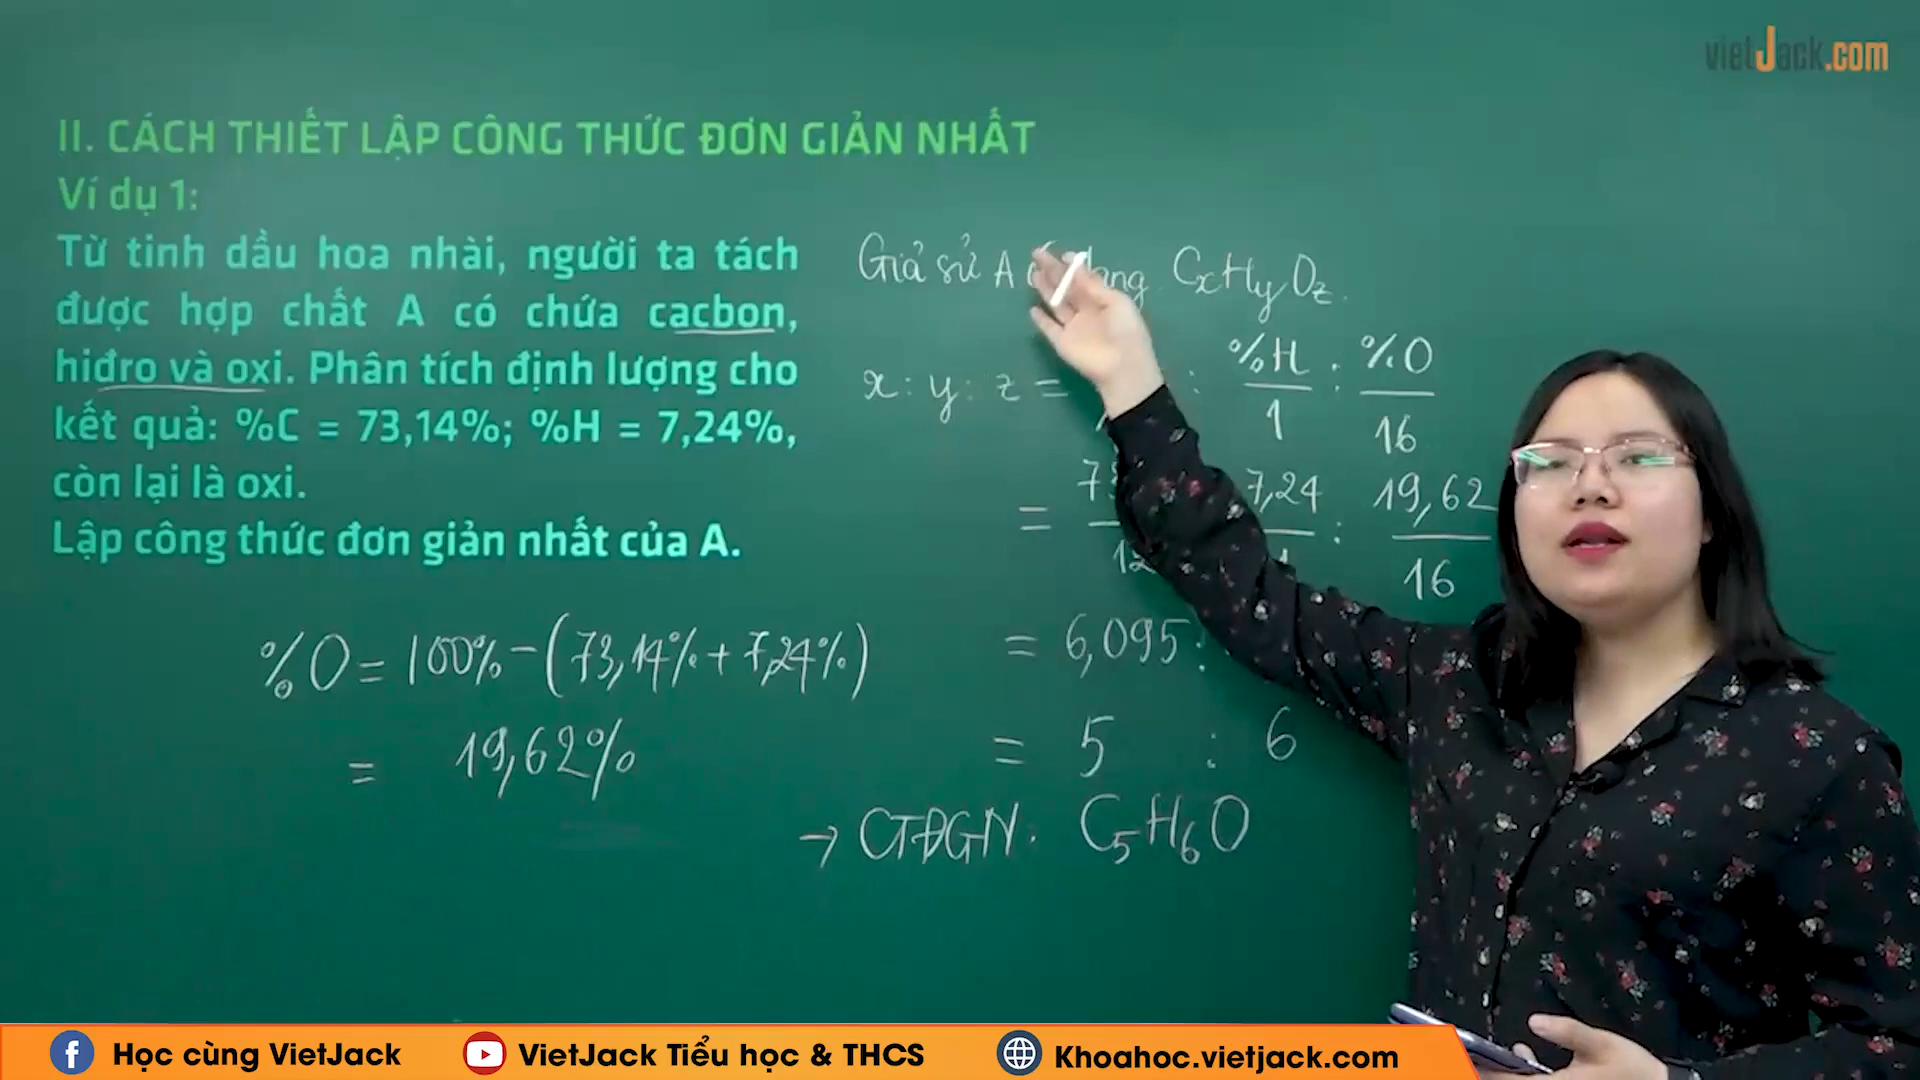 vietJack.com
II. CÁCH THIẾT LẬP CÔNG THỨC ĐƠN GIẢN NHẤT
Ví dụ 1:
Từ tinh dầu hoa nhài, người ta tách
được hợp chất A có chứa cacbon,
hiđro và oxi. Phân tích định lượng cho
kết quả: %C = 73,14%; %H = 7,24%,
còn lại là oxi.
Lập công thức đơn giản nhất của A.
%O = 100% - (73,14% + 7,24%)
= 19,62%
Giả sử A dạng CxHyOz.
x : y : z = : %H/1 : %O/16
= 7,24 : 19,62/16
= 6,095 :
= 5 : 6
→ CTĐGN: C5H6O
Học cùng VietJack
VietJack Tiểu học & THCS
Khoahoc.vietjack.com